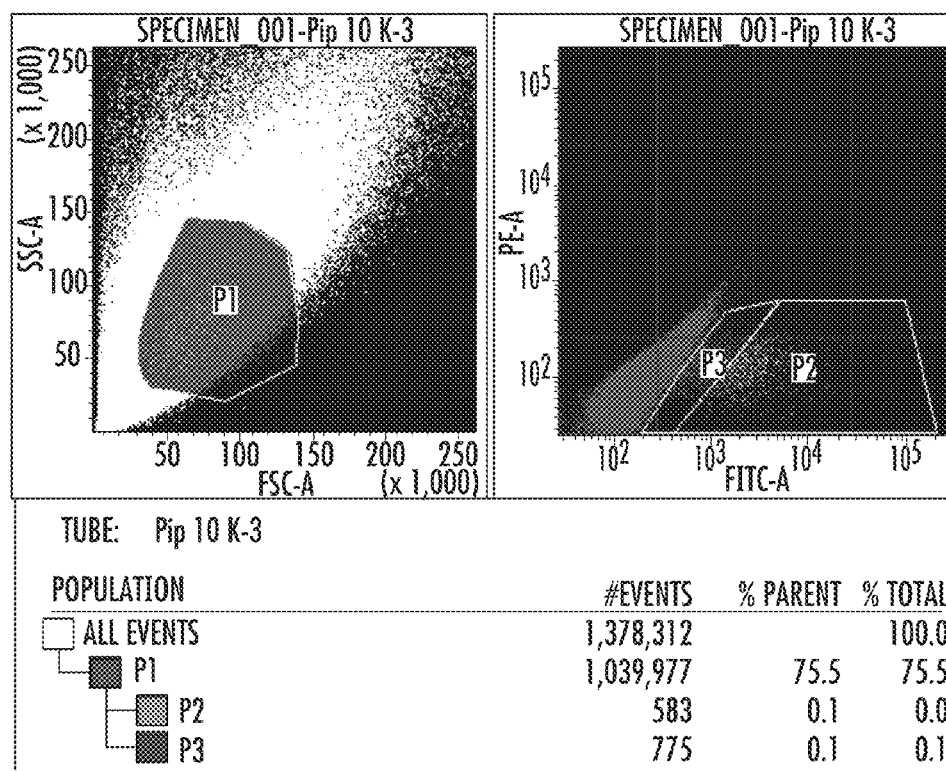 SPECIMEN_001-Pip 10 K-3
250
200
150
100
50
(x 1,000)
SSC-A
P1
50 100 150 200 250
FSC-A (x 1,000)
SPECIMEN_001-Pip 10 K-3
10^5
10^4
10^3
10^2
PE-A
P3 P2
10^2 10^3 10^4 10^5
FITC-A
TUBE: Pip 10 K-3
POPULATION #EVENTS % PARENT % TOTAL
ALL EVENTS 1,378,312 100.0
P1 1,039,977 75.5 75.5
P2 583 0.1 0.0
P3 775 0.1 0.1